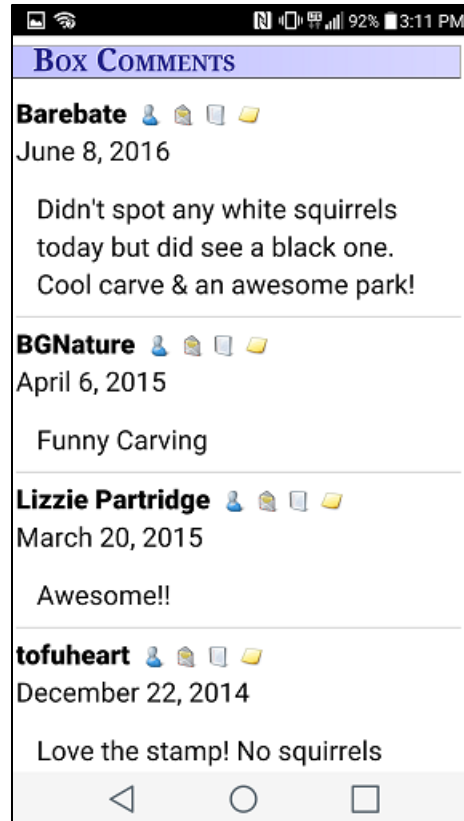 92% 3:11 PM
Box Comments
Barebate
June 8, 2016
Didn't spot any white squirrels
today but did see a black one.
Cool carve & an awesome park!
BGNature
April 6, 2015
Funny Carving
Lizzie Partridge
March 20, 2015
Awesome!!
tofuheart
December 22, 2014
Love the stamp! No squirrels